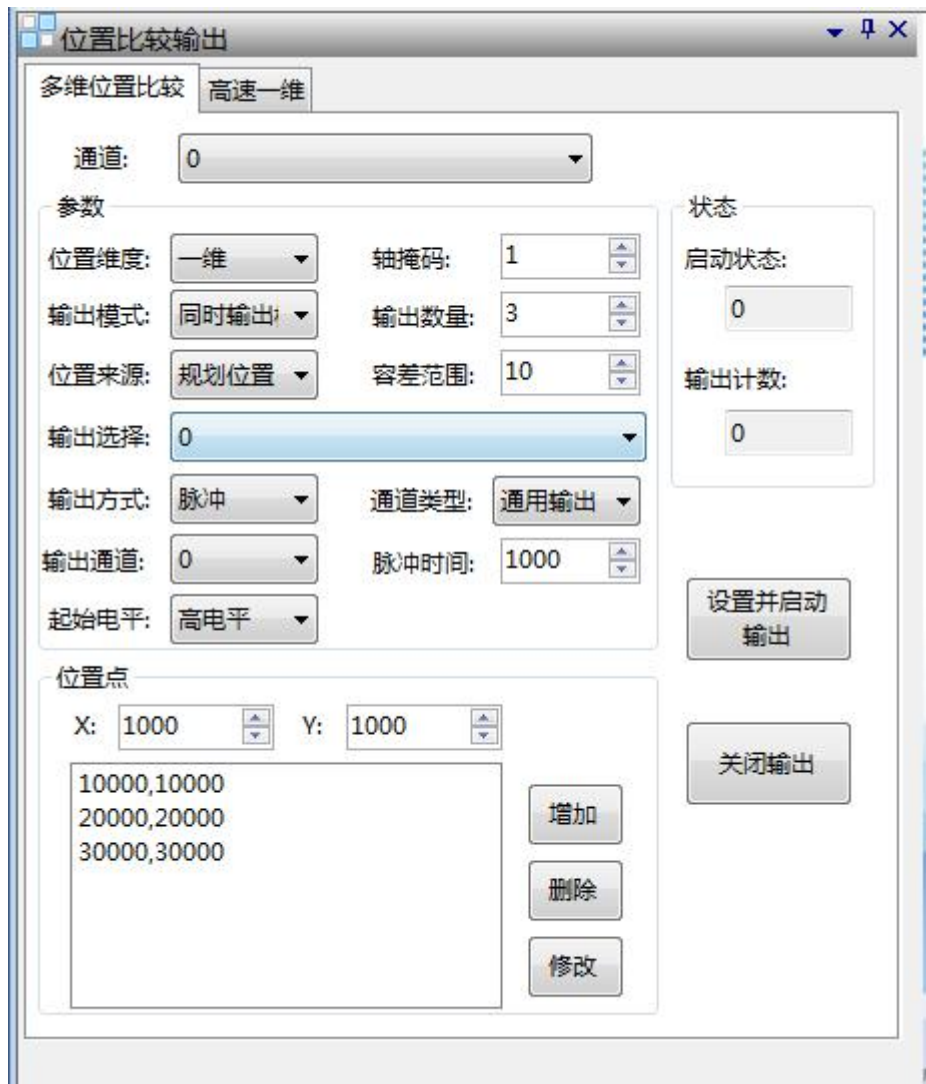 位置比较输出
多维位置比较 高速一维
通道: 0
参数
位置维度: 一维 轴掩码: 1
输出模式: 同时输出 输出数量: 3
位置来源: 规划位置 容差范围: 10
输出选择: 0
输出方式: 脉冲 通道类型: 通用输出
输出通道: 0 脉冲时间: 1000
起始电平: 高电平
状态
启动状态:
0
输出计数:
0
设置并启动
输出
关闭输出
位置点
X: 1000 Y: 1000
10000,10000
20000,20000
30000,30000
增加
删除
修改